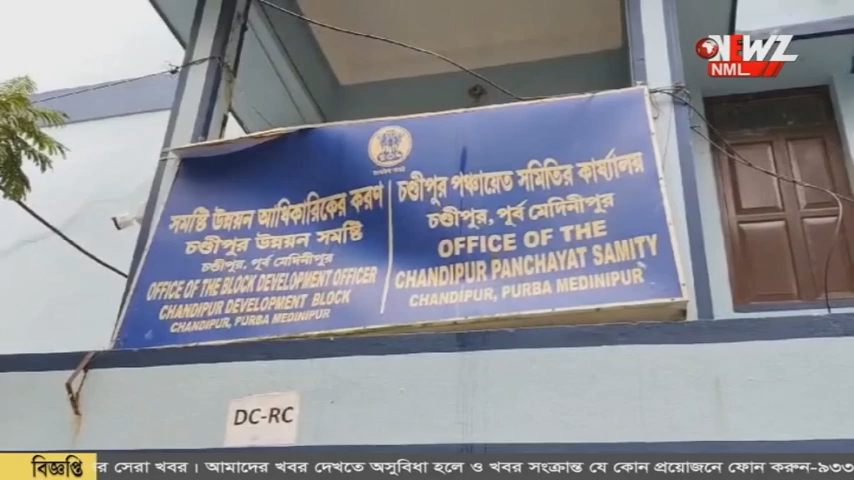 NEWZ
NML
সমষ্টি উন্নয়ন আধিকারিকের করণ
চণ্ডীপুর উন্নয়ন সমষ্টি
চণ্ডীপুর, পূর্ব মেদিনীপুর
OFFICE OF THE BLOCK DEVELOPMENT OFFICER
CHANDIPUR DEVELOPMENT BLOCK
CHANDIPUR, PURBA MEDINIPUR
চণ্ডীপুর পঞ্চায়েত সমিতির কার্য্যালয়
চণ্ডীপুর, পূর্ব মেদিনীপুর
OFFICE OF THE
CHANDIPUR PANCHAYAT SAMITY
CHANDIPUR, PURBA MEDINIPUR
DC-RC
বিজ্ঞপ্তি
র সেরা খবর। আমাদের খবর দেখতে অসুবিধা হলে ও খবর সংক্রান্ত যে কোন প্রয়োজনে ফোন করুন-৯৩৩